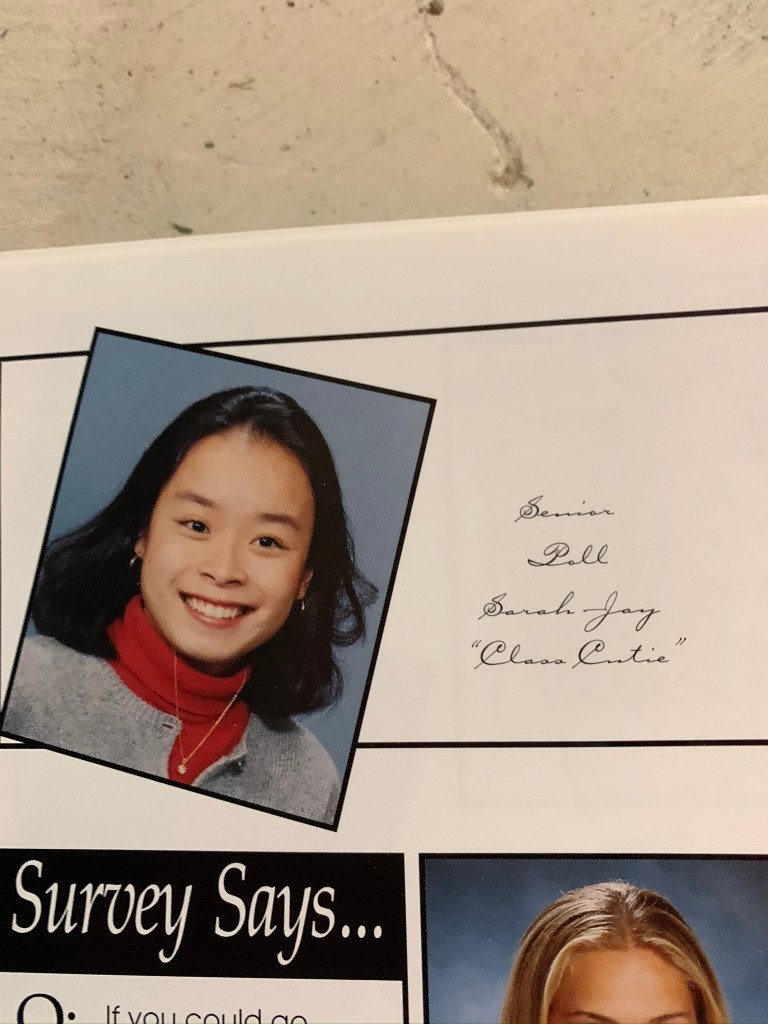 Senior
Poll
Sarah Jay
"Class Cutie"
Survey Says...
Q: If you could go